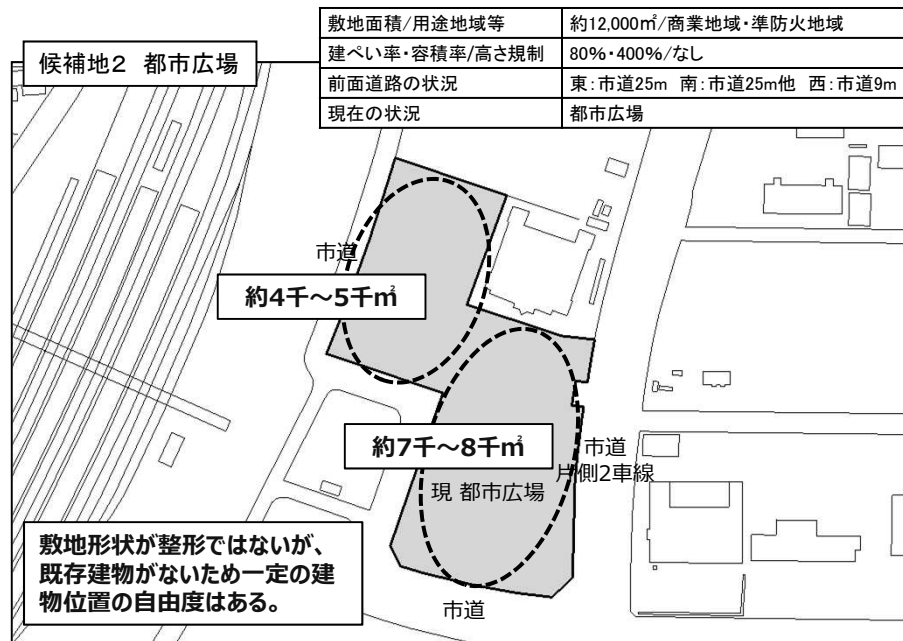 敷地面積/用途地域等 約12,000㎡/商業地域・準防火地域
建ぺい率・容積率/高さ規制 80%・400%/なし
前面道路の状況 東:市道25m 南:市道25m他 西:市道9m
現在の状況 都市広場
候補地2 都市広場
市道
約4千～5千㎡
約7千～8千㎡
市道
片側2車線
現 都市広場
敷地形状が整形ではないが、
既存建物がないため一定の建
物位置の自由度はある。
市道